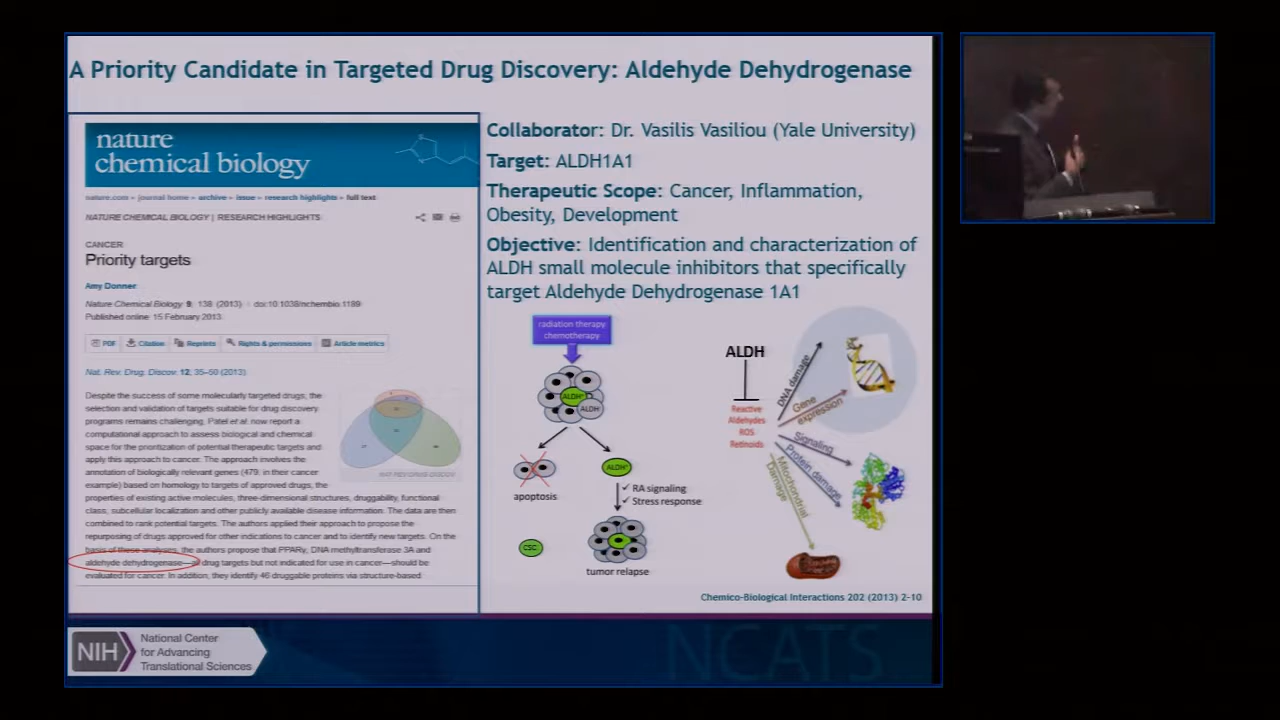 A Priority Candidate in Targeted Drug Discovery: Aldehyde Dehydrogenase
nature
chemical biology
nature.com ▸ journal home ▸ archive ▸ issue ▸ research highlights ▸ full text
NATURE CHEMICAL BIOLOGY | RESEARCH HIGHLIGHTS
CANCER
Priority targets
Amy Donner
Nature Chemical Biology 9, 138 (2013) doi:10.1038/nchembio.1189
Published online 15 February 2013
PDF Citation Reprints Rights & permissions Article metrics
Nat. Rev. Drug. Discov. 12, 35–50 (2013)
Despite the success of some molecularly targeted drugs, the
selection and validation of targets suitable for drug discovery
programs remains challenging. Patel et al. now report a
computational approach to assess biological and chemical
space for the prioritization of potential therapeutic targets and
apply this approach to cancer. The approach involves the
annotation of biologically relevant genes (479, in their cancer
example) based on homology to targets of approved drugs, the
NAT REV DRUG DISCOV
properties of existing active molecules, three-dimensional structures, druggability, functional
class, subcellular localization and other publicly available disease information. The data are then
combined to rank potential targets. The authors applied their approach to propose the
repurposing of drugs approved for other indications to cancer and to identify new targets. On the
basis of these analyses, the authors propose that PPARγ, DNA methyltransferase 3A and
aldehyde dehydrogenase—all drug targets but not indicated for use in cancer—should be
evaluated for cancer. In addition, they identify 46 druggable proteins via structure-based
Collaborator: Dr. Vasilis Vasiliou (Yale University)
Target: ALDH1A1
Therapeutic Scope: Cancer, Inflammation,
Obesity, Development
Objective: Identification and characterization of
ALDH small molecule inhibitors that specifically
target Aldehyde Dehydrogenase 1A1
radiation therapy
chemotherapy
ALDH⁺
ALDH
apoptosis
ALDH⁺
✓ RA signaling
✓ Stress response
CSC
tumor relapse
ALDH
Reactive
Aldehydes
ROS
Retinoids
DNA damage
Gene
expression
Signaling
Protein damage
Mitochondrial
Damage
Chemico-Biological Interactions 202 (2013) 2-10
NIH
National Center
for Advancing
Translational Sciences
NCATS